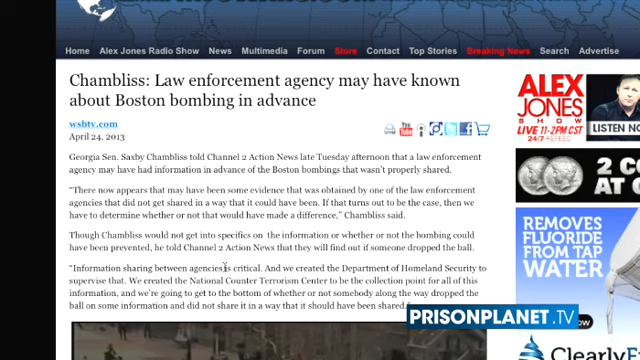 Home Alex Jones Radio Show News Multimedia Forum Store Contact Top Stories Breaking News Search Advertise
Chambliss: Law enforcement agency may have known
about Boston bombing in advance
wsbtv.com
April 24, 2013
Georgia Sen. Saxby Chambliss told Channel 2 Action News late Tuesday afternoon that a law enforcement
agency may have had information in advance of the Boston bombings that wasn't properly shared.
"There now appears that may have been some evidence that was obtained by one of the law enforcement
agencies that did not get shared in a way that it could have been. If that turns out to be the case, then we
have to determine whether or not that would have made a difference," Chambliss said.
Though Chambliss would not get into specifics on the information or whether or not the bombing could
have been prevented, he told Channel 2 Action News that they will find out if someone dropped the ball.
"Information sharing between agencies is critical. And we created the Department of Homeland Security to
supervise that. We created the National Counter Terrorism Center to be the collection point for all of this
information, and we're going to get to the bottom of whether or not somebody along the way dropped the
ball on some information and did not share it in a way that it should have been shared
ALEX
JONES
SHOW
LIVE 11-2PM CST
24/7 REFEED
LISTEN NO
2 CO
AT C
REMOVES
FLUORIDE
FROM TAP
WATER
PRISONPLANET.TV
Clearly